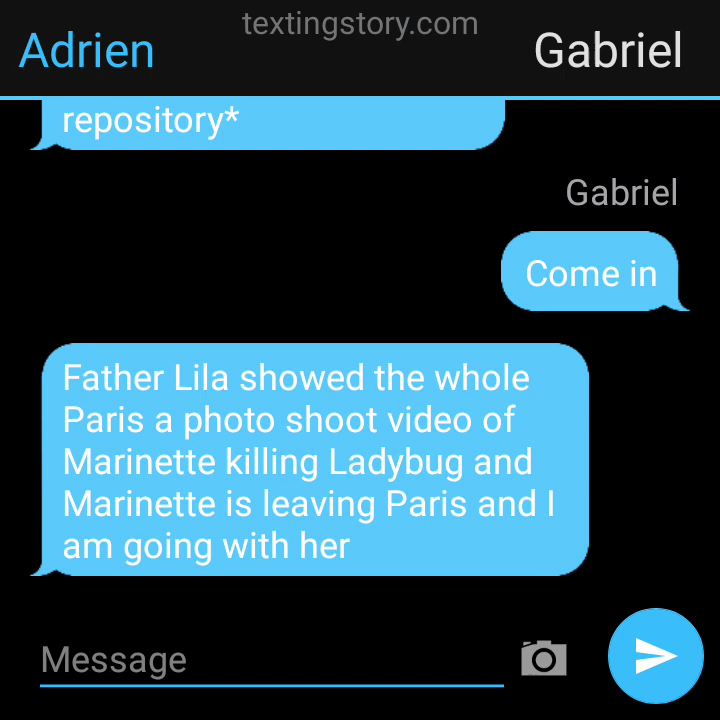 textingstory.com
Adrien
Gabriel
repository*
Gabriel
Come in
Father Lila showed the whole
Paris a photo shoot video of
Marinette killing Ladybug and
Marinette is leaving Paris and I
am going with her
Message